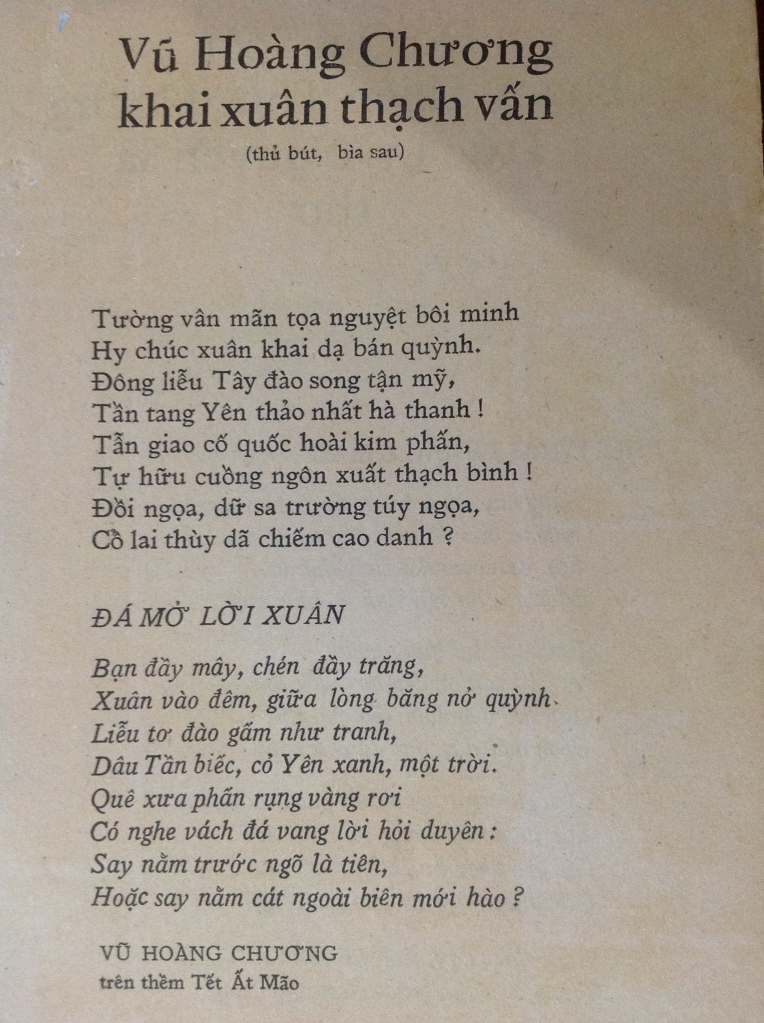 Vũ Hoàng Chương
khai xuân thạch vấn
(thủ bút, bìa sau)
Tường vân mãn tọa nguyệt bôi minh
Hy chúc xuân khai dạ bán quỳnh.
Đông liễu Tây đào song tận mỹ,
Tần tang Yên thảo nhất hà thanh !
Tẫn giao cố quốc hoài kim phấn,
Tự hữu cuồng ngôn xuất thạch bình !
Đồi ngọa, dữ sa trường túy ngọa,
Cổ lai thùy dã chiếm cao danh ?
ĐÁ MỞ LỜI XUÂN
Bạn đầy mây, chén đầy trăng,
Xuân vào đêm, giữa lòng băng nở quỳnh.
Liễu tơ đào gấm như tranh,
Dâu Tần biếc, cỏ Yên xanh, một trời.
Quê xưa phấn rụng vàng rơi
Có nghe vách đá vang lời hỏi duyên :
Say nằm trước ngõ là tiên,
Hoặc say nằm cát ngoài biên mới hào ?
VŨ HOÀNG CHƯƠNG
trên thềm Tết Ất Mão